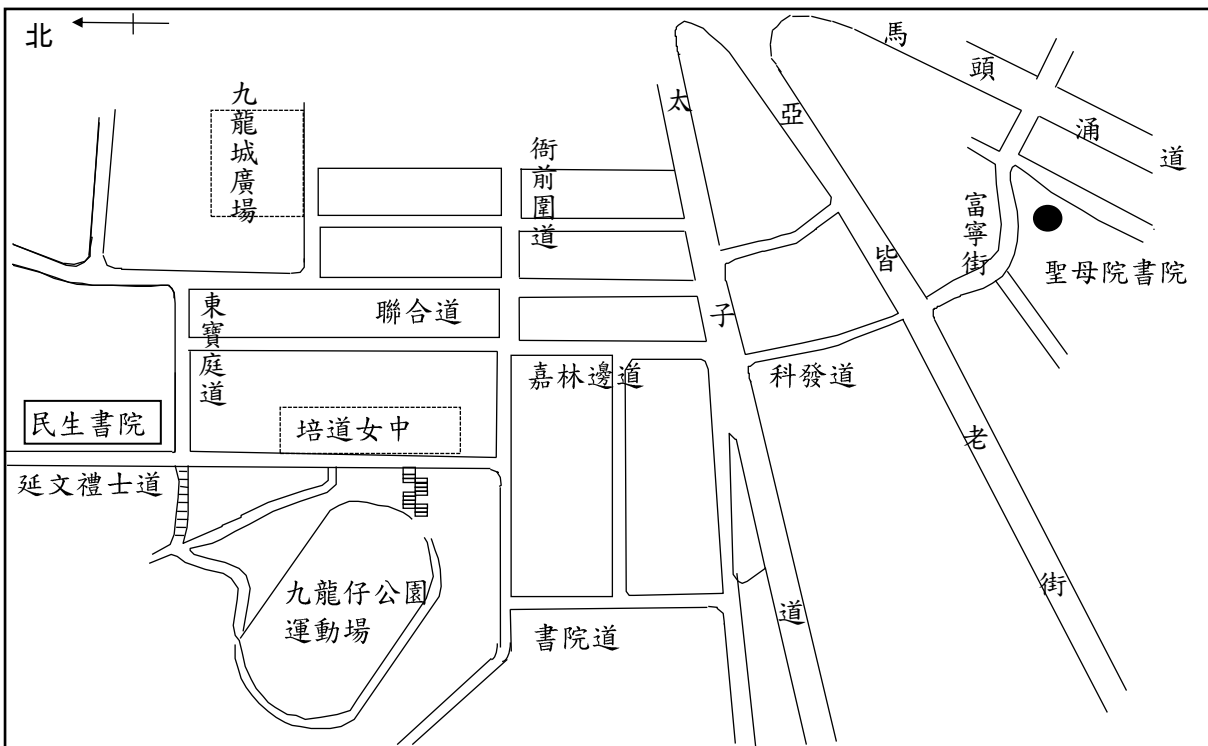 北
九龍城廣場
衙前圍道
太子道
亞皆老街
馬頭涌道
富寧街
聖母院書院
東寶庭道
聯合道
嘉林邊道
科發道
民生書院
培道女中
延文禮士道
九龍仔公園
運動場
書院道